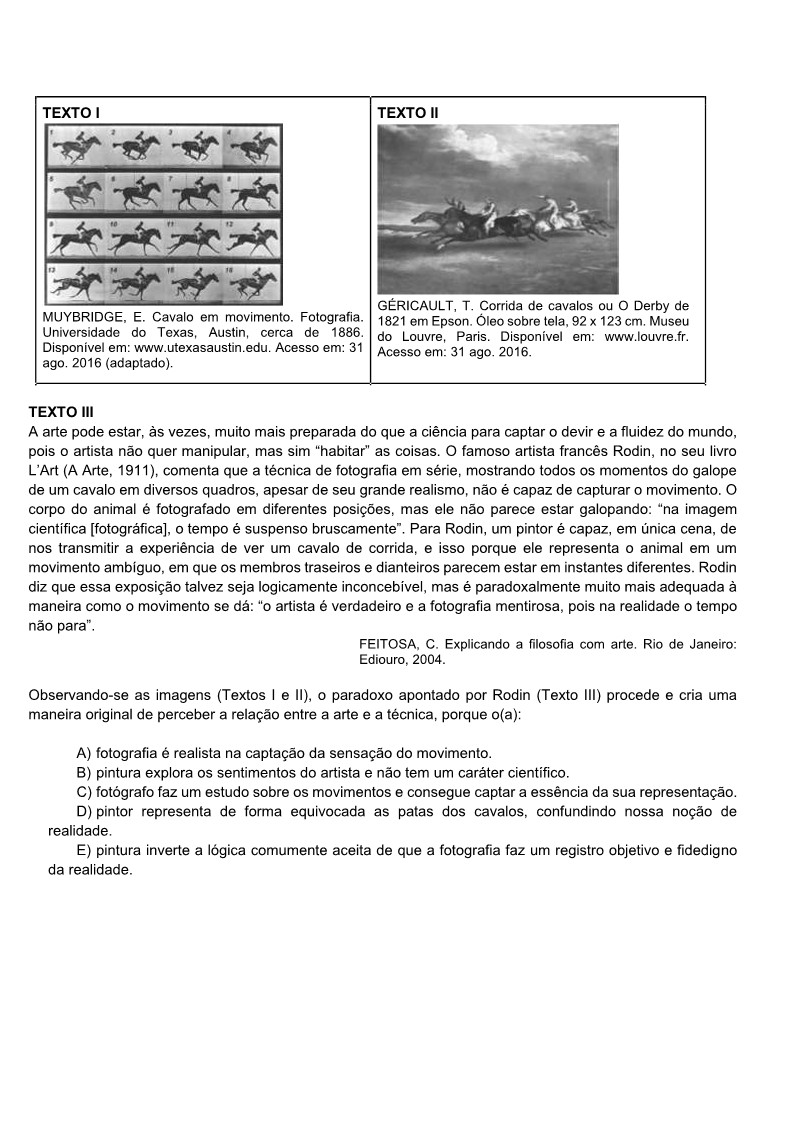 TEXTO I
1 2 3 4
5 6 7 8
9 10 11 12
13 14 15 16
MUYBRIDGE, E. Cavalo em movimento. Fotografia.
Universidade do Texas, Austin, cerca de 1886.
Disponível em: www.utexasaustin.edu. Acesso em: 31
ago. 2016 (adaptado).
TEXTO II
GÉRICAULT, T. Corrida de cavalos ou O Derby de
1821 em Epson. Óleo sobre tela, 92 x 123 cm. Museu
do Louvre, Paris. Disponível em: www.louvre.fr.
Acesso em: 31 ago. 2016.
TEXTO III
A arte pode estar, às vezes, muito mais preparada do que a ciência para captar o devir e a fluidez do mundo,
pois o artista não quer manipular, mas sim “habitar” as coisas. O famoso artista francês Rodin, no seu livro
L’Art (A Arte, 1911), comenta que a técnica de fotografia em série, mostrando todos os momentos do galope
de um cavalo em diversos quadros, apesar de seu grande realismo, não é capaz de capturar o movimento. O
corpo do animal é fotografado em diferentes posições, mas ele não parece estar galopando: “na imagem
científica [fotográfica], o tempo é suspenso bruscamente”. Para Rodin, um pintor é capaz, em única cena, de
nos transmitir a experiência de ver um cavalo de corrida, e isso porque ele representa o animal em um
movimento ambíguo, em que os membros traseiros e dianteiros parecem estar em instantes diferentes. Rodin
diz que essa exposição talvez seja logicamente inconcebível, mas é paradoxalmente muito mais adequada à
maneira como o movimento se dá: “o artista é verdadeiro e a fotografia mentirosa, pois na realidade o tempo
não para”.
FEITOSA, C. Explicando a filosofia com arte. Rio de Janeiro:
Ediouro, 2004.
Observando-se as imagens (Textos I e II), o paradoxo apontado por Rodin (Texto III) procede e cria uma
maneira original de perceber a relação entre a arte e a técnica, porque o(a):
A) fotografia é realista na captação da sensação do movimento.
B) pintura explora os sentimentos do artista e não tem um caráter científico.
C) fotógrafo faz um estudo sobre os movimentos e consegue captar a essência da sua representação.
D) pintor representa de forma equivocada as patas dos cavalos, confundindo nossa noção de
realidade.
E) pintura inverte a lógica comumente aceita de que a fotografia faz um registro objetivo e fidedigno
da realidade.